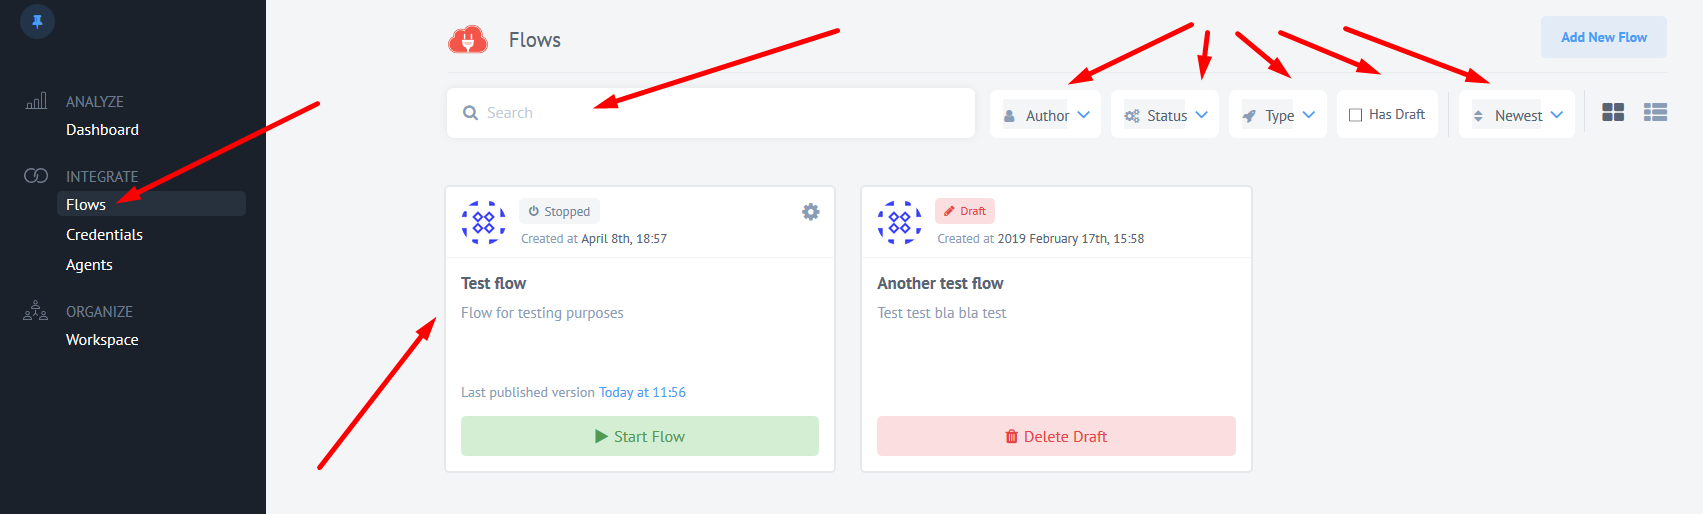 Flows
Add New Flow
ANALYZE
Dashboard
INTEGRATE
Flows
Credentials
Agents
ORGANIZE
Workspace
Search
Author
Status
Type
Has Draft
Newest
Stopped
Created at April 8th, 18:57
Test flow
Flow for testing purposes
Last published version Today at 11:56
Start Flow
Draft
Created at 2019 February 17th, 15:58
Another test flow
Test test bla bla test
Delete Draft